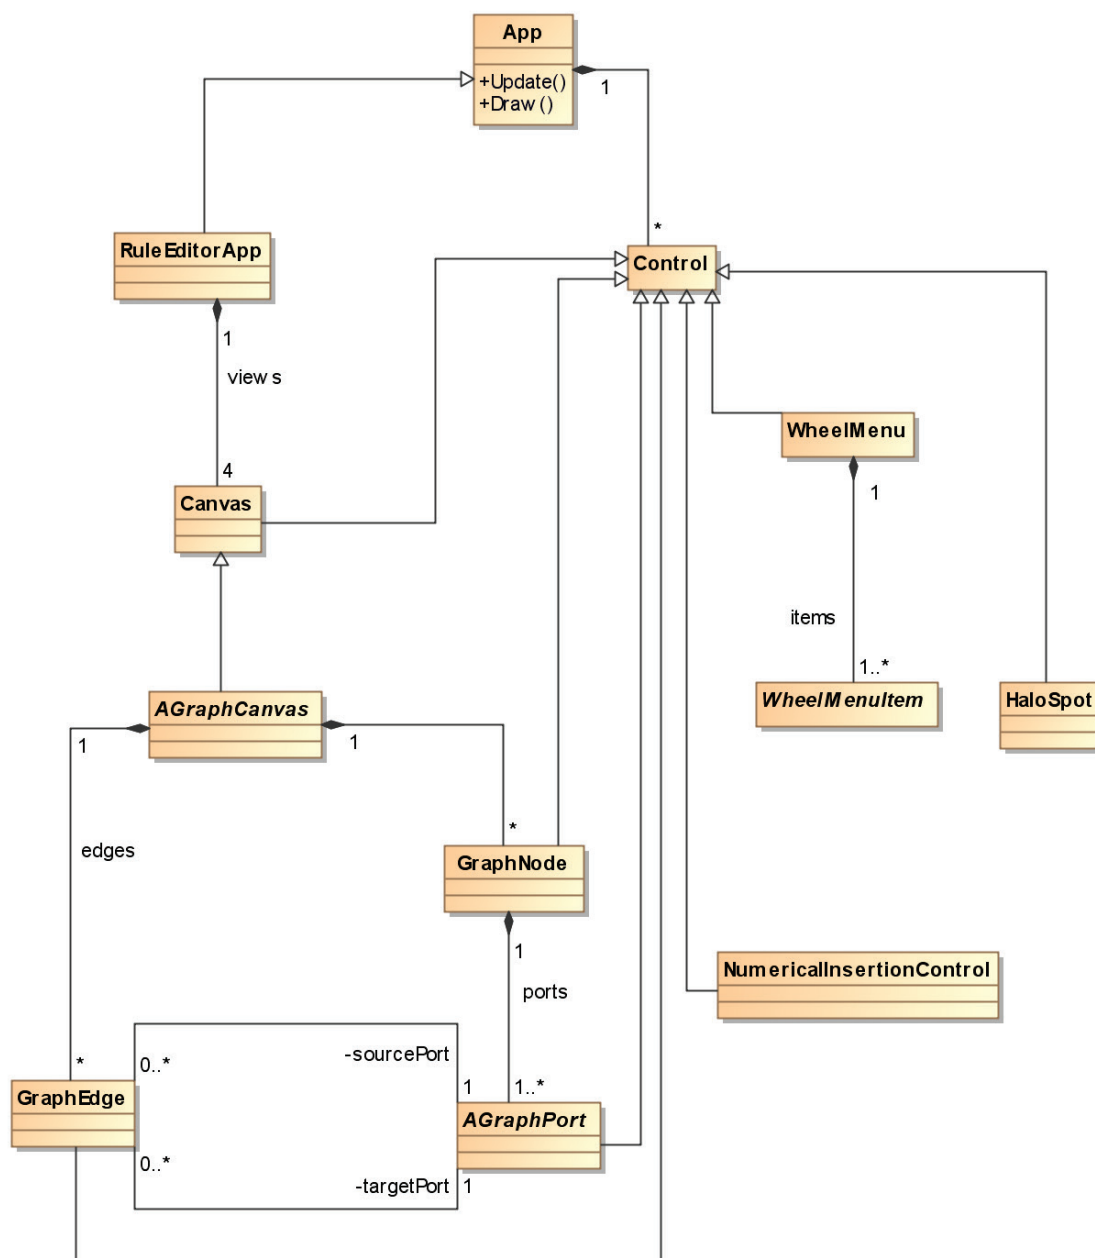 App
+Update()
+Draw()
1
*
RuleEditorApp
Control
1
views
4
Canvas
WheelMenu
1
items
1..*
WheelMenuItem
HaloSpot
AGraphCanvas
1
1
edges
*
GraphNode
1
ports
NumericalInsertionControl
*
0..*
-sourcePort
1
1..*
GraphEdge
AGraphPort
0..*
-targetPort
1